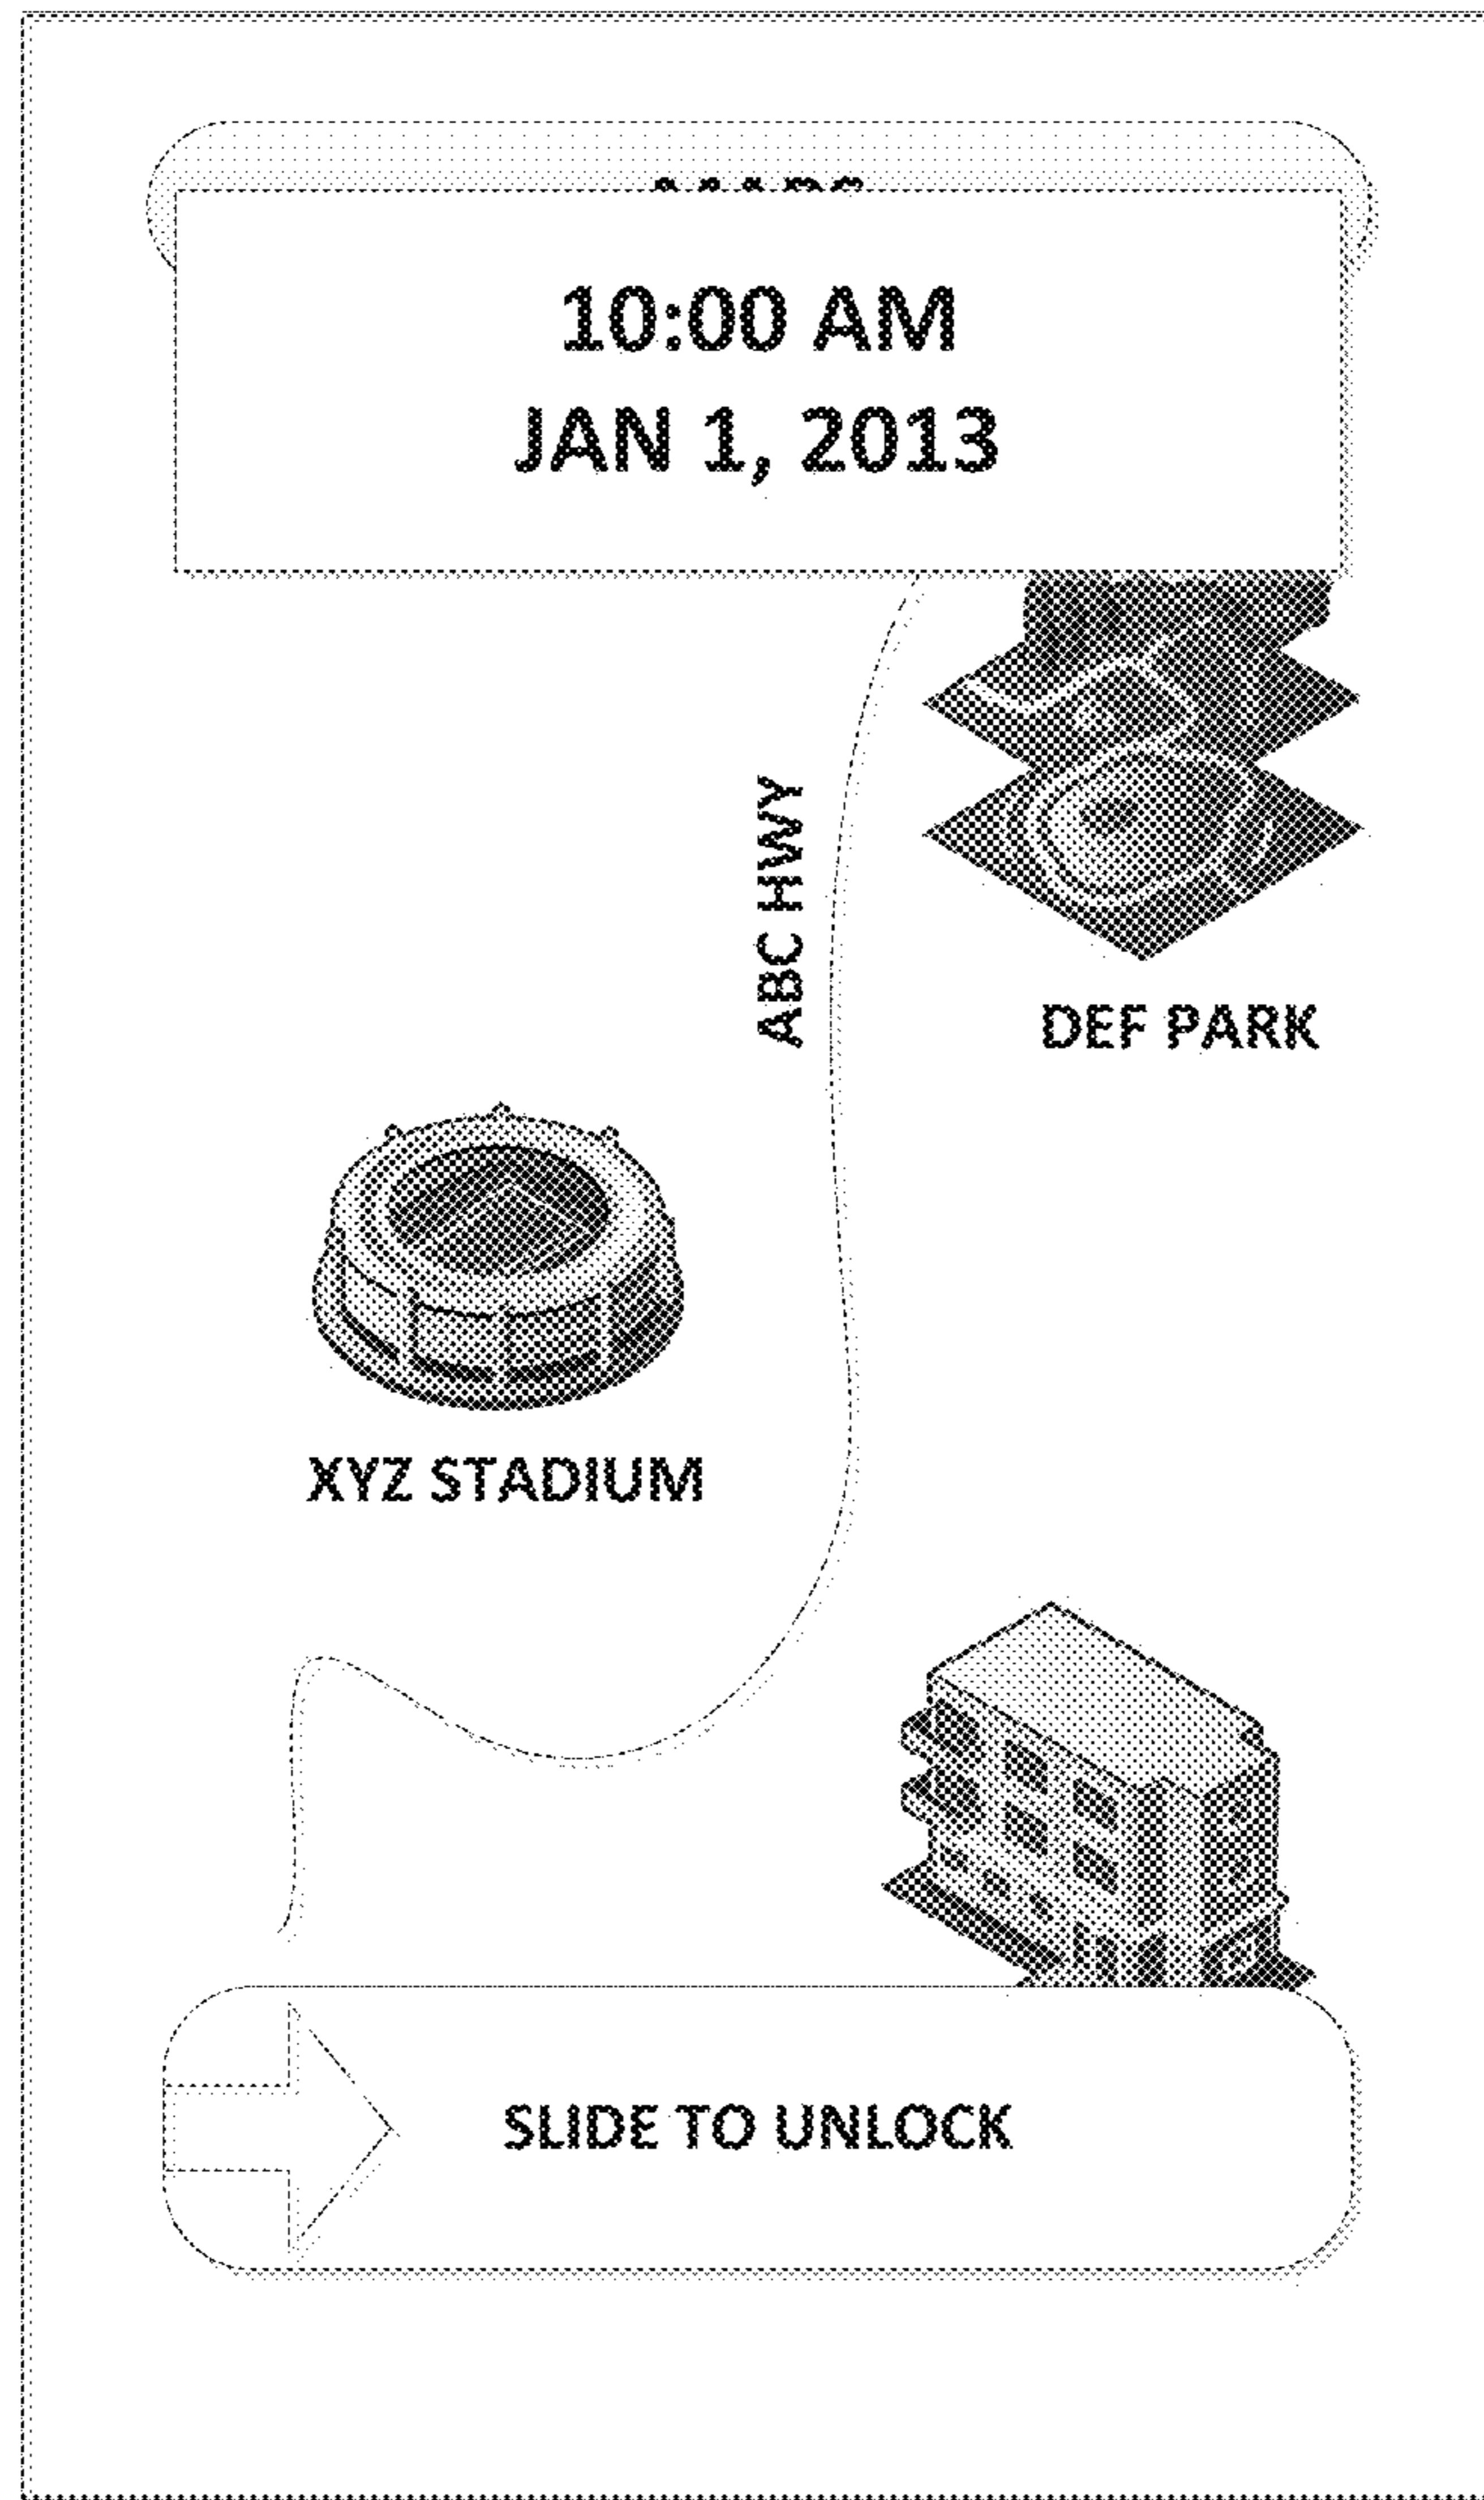 10:00 AM
JAN 1, 2013
ABC HWY
DEF PARK
XYZ STADIUM
SLIDE TO UNLOCK